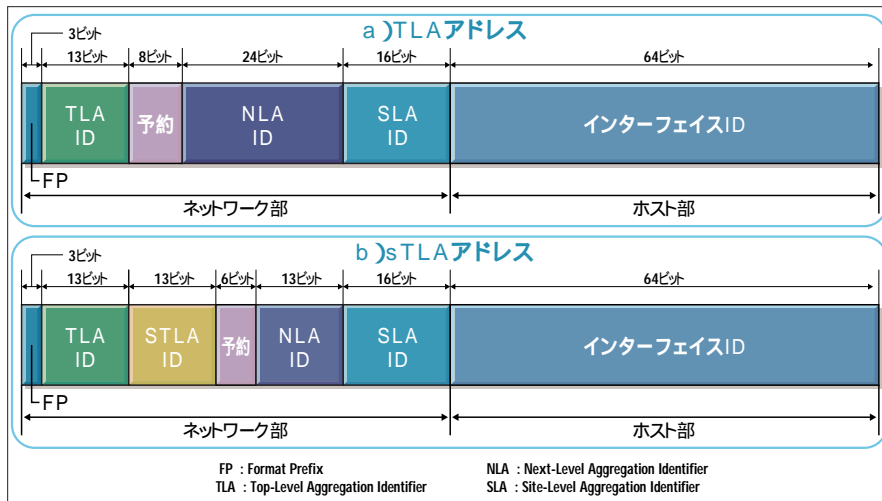 a)TLAアドレス
3ビット
13ビット 8ビット 24ビット 16ビット 64ビット
TLA ID 予約 NLA ID SLA ID インターフェイスID
FP
ネットワーク部 ホスト部
b)sTLAアドレス
3ビット
13ビット 13ビット 6ビット 13ビット 16ビット 64ビット
TLA ID STLA ID 予約 NLA ID SLA ID インターフェイスID
FP
ネットワーク部 ホスト部
FP : Format Prefix NLA : Next-Level Aggregation Identifier
TLA : Top-Level Aggregation Identifier SLA : Site-Level Aggregation Identifier